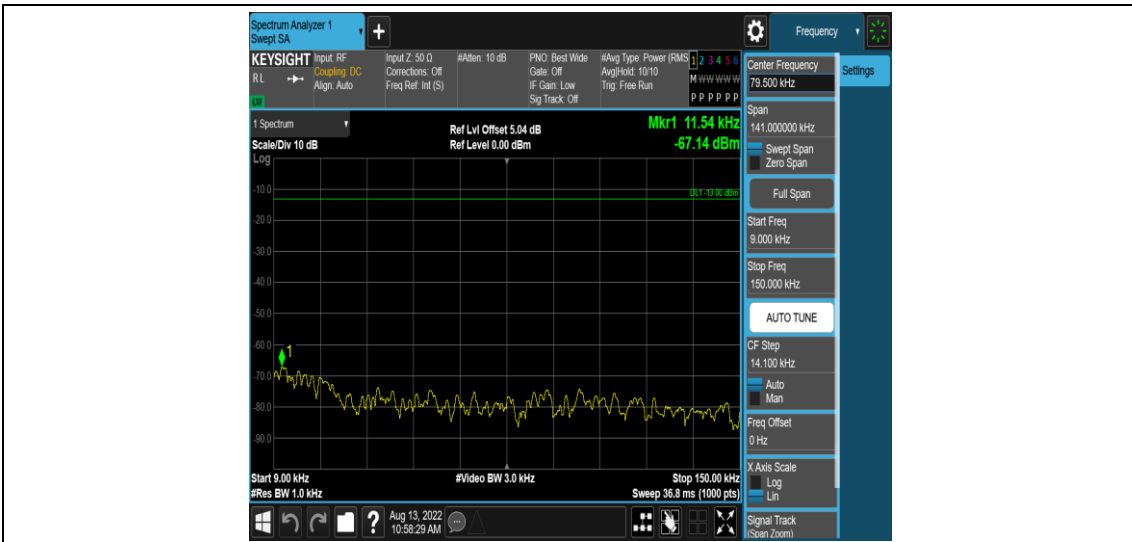 Spectrum Analyzer 1
Swept SA
+
Frequency
KEYSIGHT
RL
Input: RF
Coupling: DC
Align: Auto
Input Z: 50 Ω
Corrections: Off
Freq Ref: Int (S)
#Atten: 10 dB
PNO: Best Wide
Gate: Off
IF Gain: Low
Sig Track: Off
#Avg Type: Power (RMS
Avg|Hold: 10/10
Trig: Free Run
1 2 3 4 5 6
M W W W W W
P P P P P P
Center Frequency
79.500 kHz
Settings
Span
141.000000 kHz
Swept Span
Zero Span
Full Span
Start Freq
9.000 kHz
Stop Freq
150.000 kHz
AUTO TUNE
CF Step
14.100 kHz
Auto
Man
Freq Offset
0 Hz
X Axis Scale
Log
Lin
Signal Track
(Span Zoom)
1 Spectrum
Scale/Div 10 dB
Log
Ref Lvl Offset 5.04 dB
Ref Level 0.00 dBm
Mkr1 11.54 kHz
-67.14 dBm
DL1 -13.00 dBm
-10.0
-20.0
-30.0
-40.0
-50.0
-60.0
-70.0
-80.0
-90.0
1
Start 9.00 kHz
#Video BW 3.0 kHz
Stop 150.00 kHz
#Res BW 1.0 kHz
Sweep 36.8 ms (1000 pts)
?
Aug 13, 2022
10:58:29 AM